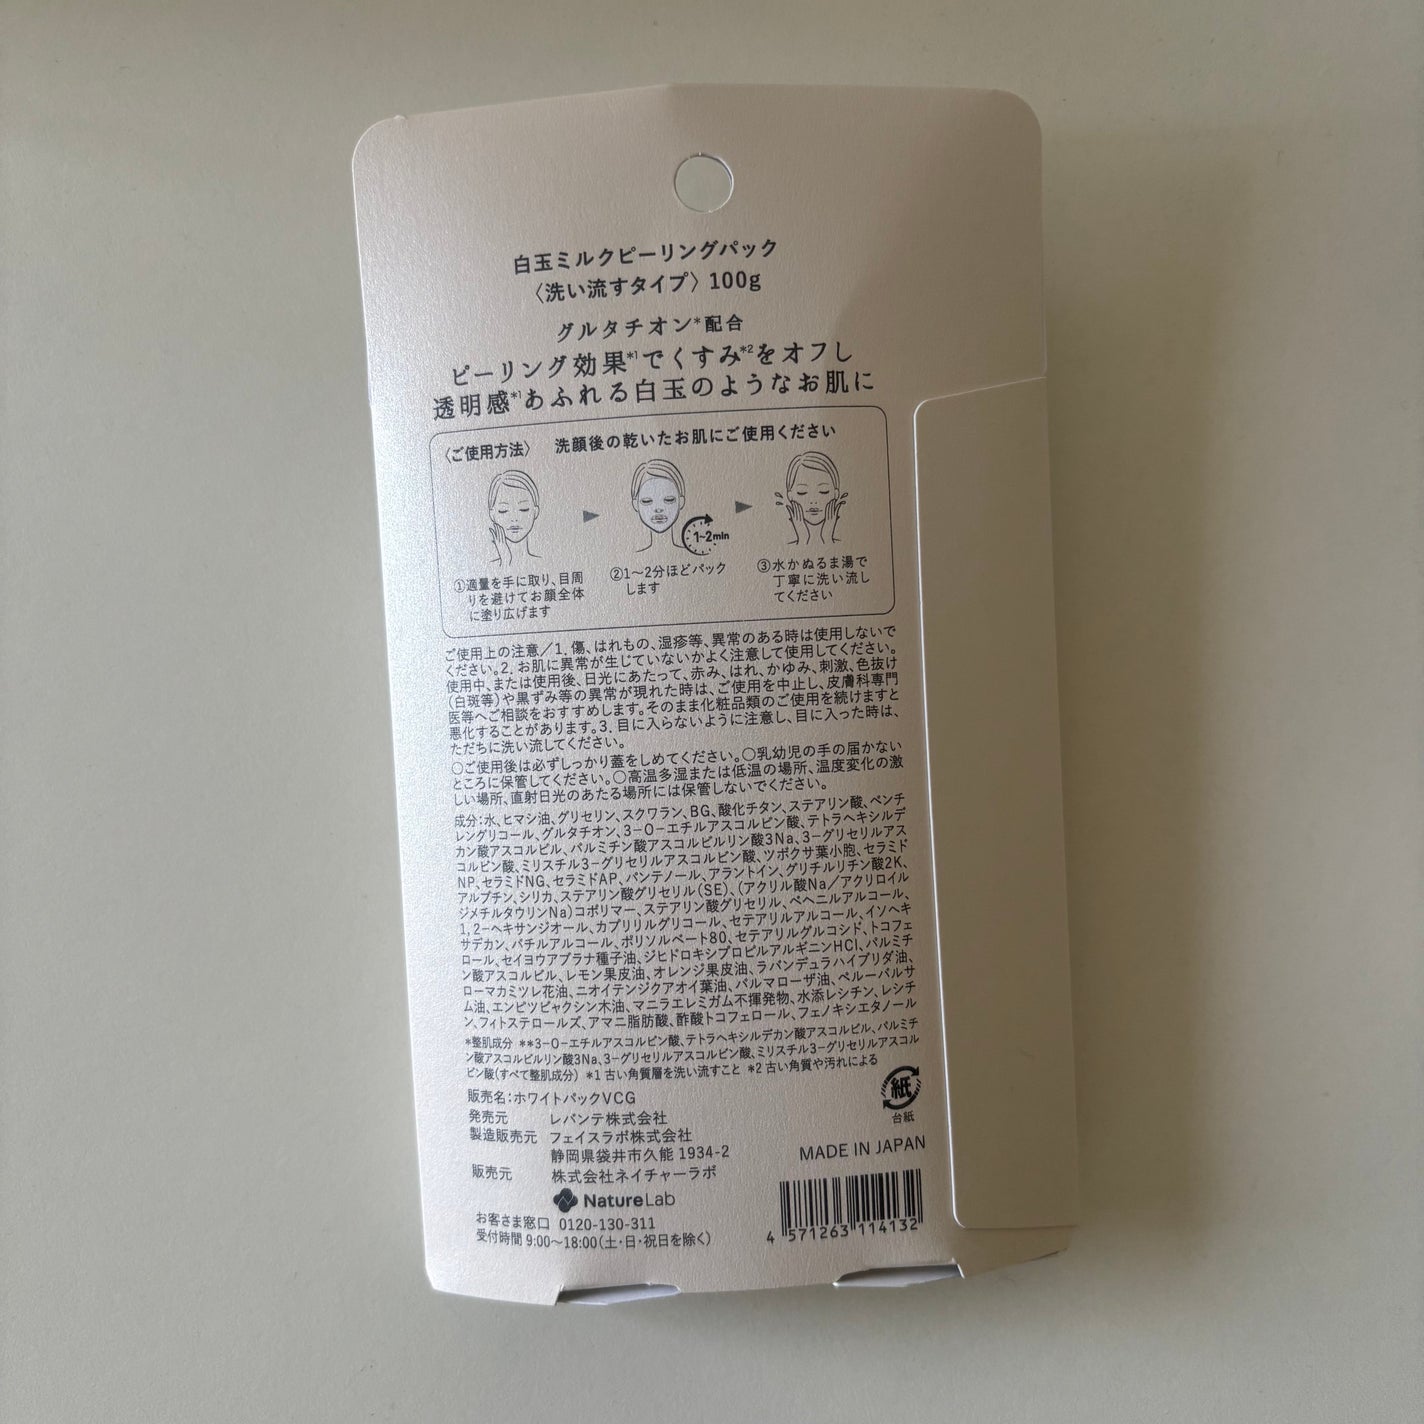 白玉ミルクピーリングパック
〈洗い流すタイプ〉100g
グルタチオン*配合
ピーリング効果*1でくすみ*2をオフし
透明感*1あふれる白玉のようなお肌に
〈ご使用方法〉 洗顔後の乾いたお肌にご使用ください
1~2min
①適量を手に取り、目周
りを避けてお顔全体
に塗り広げます
②1〜2分ほどパック
します
③水かぬるま湯で
丁寧に洗い流し
てください
ご使用上の注意/1. 傷、はれもの、湿疹等、異常のある時は使用しないで
ください。2. お肌に異常が生じていないかよく注意して使用してください。
使用中、または使用後、日光にあたって、赤み、はれ、かゆみ、刺激、色抜け
(白斑等)や黒ずみ等の異常が現れた時は、ご使用を中止し、皮膚科専門
医等へご相談をおすすめします。そのまま化粧品類のご使用を続けますと
悪化することがあります。3. 目に入らないように注意し、目に入った時は、
ただちに洗い流してください。
○ご使用後は必ずしっかり蓋をしめてください。○乳幼児の手の届かない
ところに保管してください。○高温多湿または低温の場所、温度変化の激
しい場所、直射日光のあたる場所には保管しないでください。
成分:水、ヒマシ油、グリセリン、スクワラン、BG、酸化チタン、ステアリン酸、ペンチ
レングリコール、グルタチオン、3-O-エチルアスコルビン酸、テトラヘキシルデ
カン酸アスコルビル、パルミチン酸アスコルビルリン酸3Na、3-グリセリルアス
コルビン酸、ミリスチル3-グリセリルアスコルビン酸、ツボクサ葉小胞、セラミド
NP、セラミドNG、セラミドAP、パンテノール、アラントイン、グリチルリチン酸2K、
アルブチン、シリカ、ステアリン酸グリセリル(SE)、(アクリル酸Na/アクリロイル
ジメチルタウリンNa)コポリマー、ステアリン酸グリセリル、ベヘニルアルコール、
1,2-ヘキサンジオール、カプリリルグリコール、セテアリルアルコール、イソヘキ
サデカン、バチルアルコール、ポリソルベート80、セテアリルグルコシド、トコフェ
ロール、セイヨウアブラナ種子油、ジヒドロキシプロピルアルギニンHCl、パルミチ
ン酸アスコルビル、レモン果皮油、オレンジ果皮油、ラバンデュラハイブリダ油、
ローマカミツレ花油、ニオイテンジクアオイ葉油、パルマローザ油、ペルーバルサ
ム油、エンピツビャクシン木油、マニラエレミガム不揮発物、水添レシチン、レシチ
ン、フィトステロールズ、アマニ脂肪酸、酢酸トコフェロール、フェノキシエタノール
*整肌成分 **3-O-エチルアスコルビン酸、テトラヘキシルデカン酸アスコルビル、パルミチ
ン酸アスコルビルリン酸3Na、3-グリセリルアスコルビン酸、ミリスチル3-グリセリルアスコル
ビン酸(すべて整肌成分) *1 古い角質層を洗い流すこと *2 古い角質や汚れによる
販売名:ホワイトパックVCG
発売元 レバンテ株式会社
製造販売元 フェイスラボ株式会社
静岡県袋井市久能 1934-2
販売元 株式会社ネイチャーラボ
NatureLab
お客さま窓口 0120-130-311
受付時間 9:00〜18:00(土・日・祝日を除く)
紙
台紙
MADE IN JAPAN
4 571263 114132